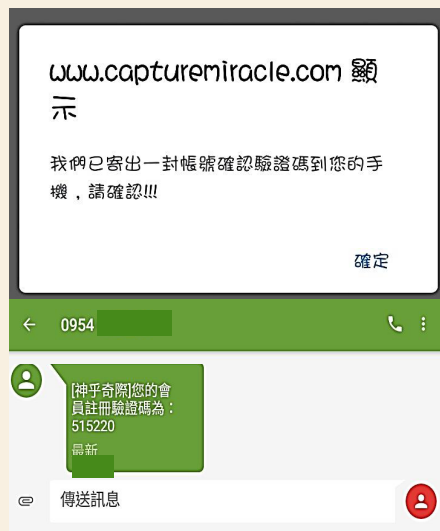 www.capturemiracle.com 顯
示
我們已寄出一封帳號確認驗證碼到您的手
機，請確認!!!
確定
0954
[神乎奇際]您的會
員註冊驗證碼為：
515220
最新
傳送訊息